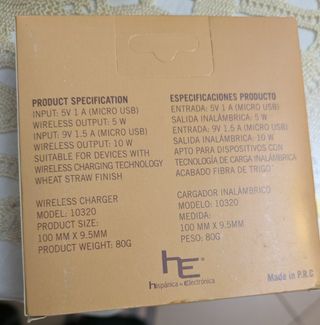 PRODUCT SPECIFICATION
INPUT: 5V 1 A (MICRO USB)
WIRELESS OUTPUT: 5 W
INPUT: 9V 1.5 A (MICRO USB)
WIRELESS OUTPUT: 10 W
SUITABLE FOR DEVICES WITH
WIRELESS CHARGING TECHNOLOGY
WHEAT STRAW FINISH
WIRELESS CHARGER
MODEL: 10320
PRODUCT SIZE:
100 MM X 9.5MM
PRODUCT WEIGHT: 80G
ESPECIFICACIONES PRODUCTO
ENTRADA: 5V 1 A (MICRO USB)
SALIDA INALÁMBRICA: 5 W
ENTRADA: 9V 1.5 A (MICRO USB)
SALIDA INALÁMBRICA: 10 W
APTO PARA DISPOSITIVOS CON
TECNOLOGÍA DE CARGA INALÁMBRICA
ACABADO FIBRA DE TRIGO
CARGADOR INALÁMBRICO
MODELO: 10320
MEDIDA:
100 MM X 9.5MM
PESO: 80G
hE®
hispánica de Electrónica
Made in P.R.C